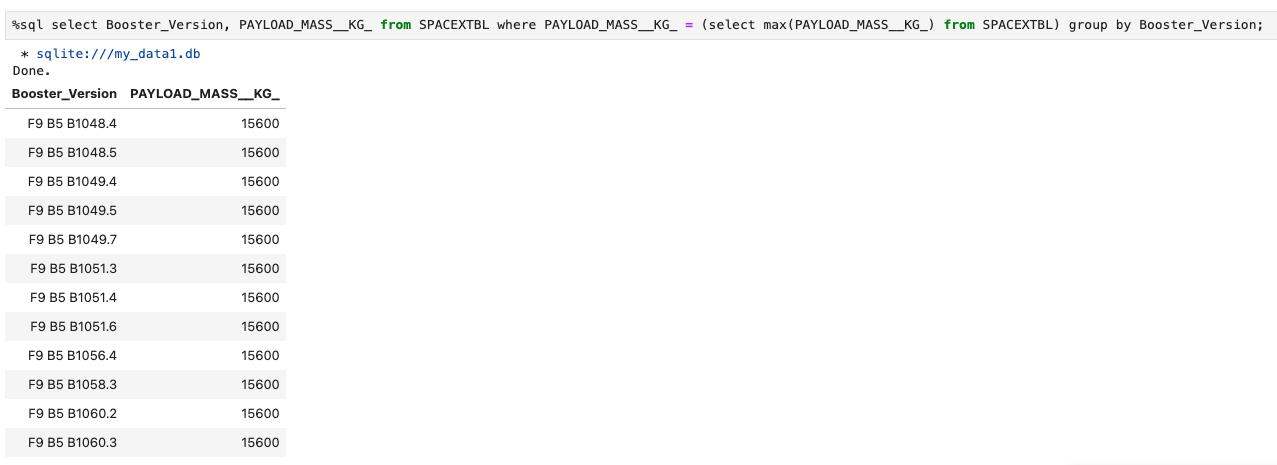 %sql select Booster_Version, PAYLOAD_MASS__KG_ from SPACEXTBL where PAYLOAD_MASS__KG_ = (select max(PAYLOAD_MASS__KG_) from SPACEXTBL) group by Booster_Version;
* sqlite:///my_data1.db
Done.
Booster_Version PAYLOAD_MASS__KG_
F9 B5 B1048.4 15600
F9 B5 B1048.5 15600
F9 B5 B1049.4 15600
F9 B5 B1049.5 15600
F9 B5 B1049.7 15600
F9 B5 B1051.3 15600
F9 B5 B1051.4 15600
F9 B5 B1051.6 15600
F9 B5 B1056.4 15600
F9 B5 B1058.3 15600
F9 B5 B1060.2 15600
F9 B5 B1060.3 15600